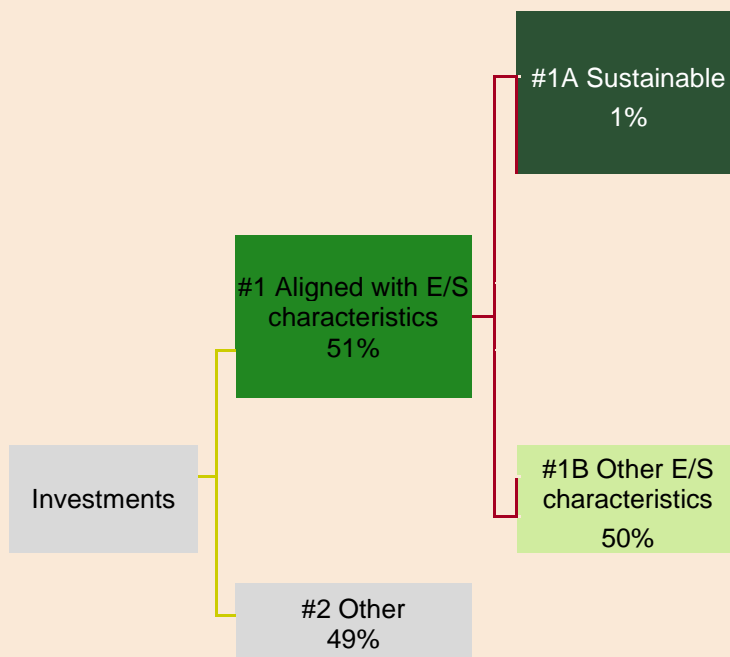 #1A Sustainable
1%
#1 Aligned with E/S
characteristics
51%
Investments
#1B Other E/S
characteristics
50%
#2 Other
49%